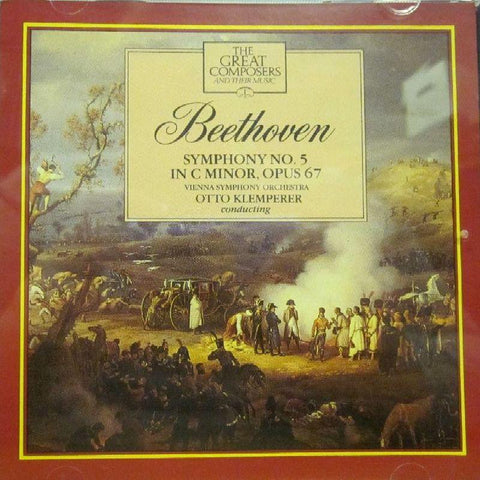 THE
GREAT
COMPOSERS
AND THEIR MUSIC
1
Beethoven
SYMPHONY NO. 5
IN C MINOR, OPUS 67
VIENNA SYMPHONY ORCHESTRA
OTTO KLEMPERER
conducting